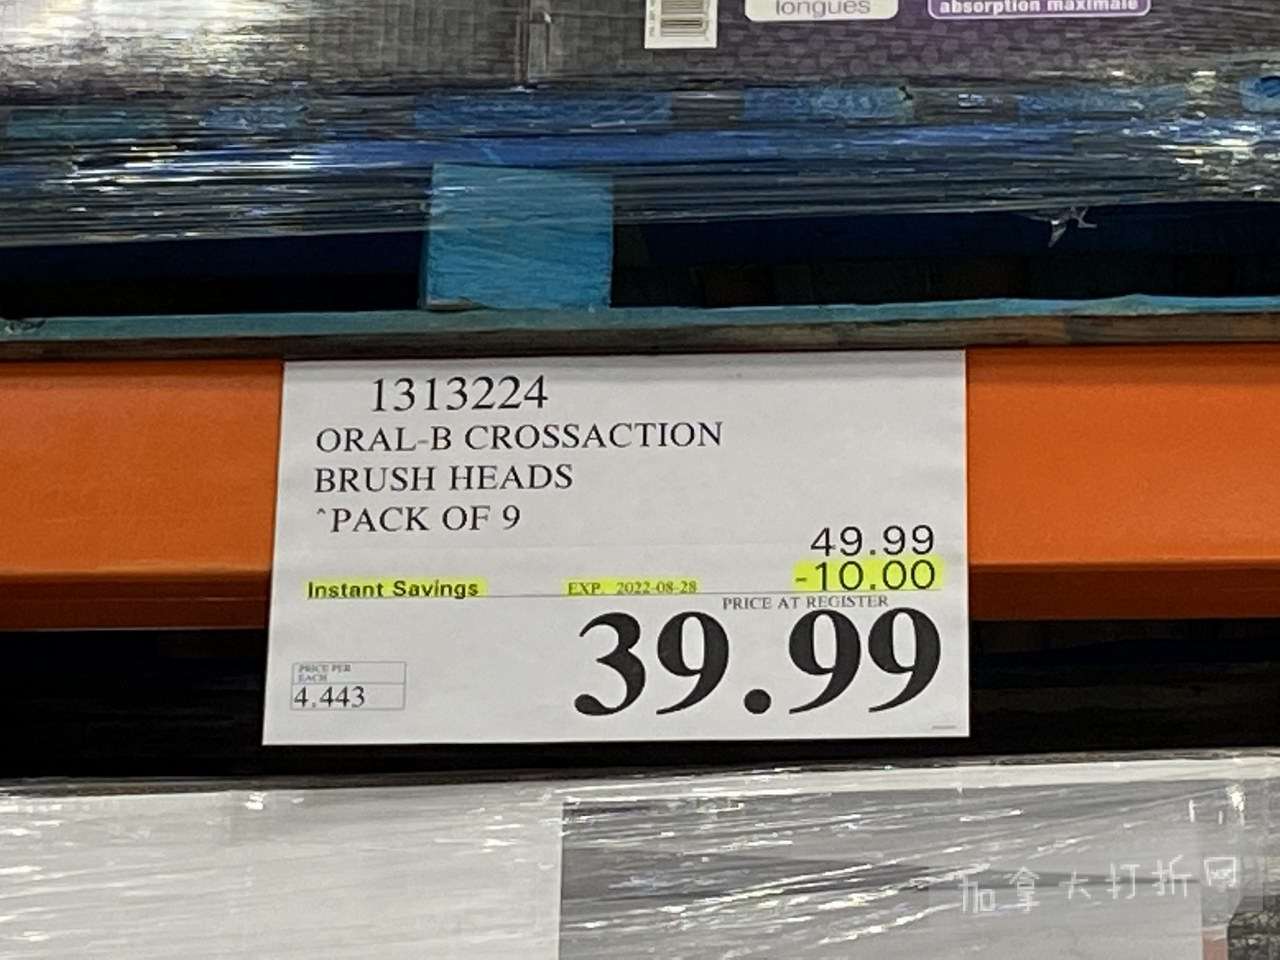 longues
absorption maximale
1313224
ORAL-B CROSSACTION
BRUSH HEADS
^PACK OF 9
49.99
Instant Savings EXP. 2022-08-28 -10.00
PRICE AT REGISTER
39.99
PRICE PER
EACH
4.443
加拿大打折网